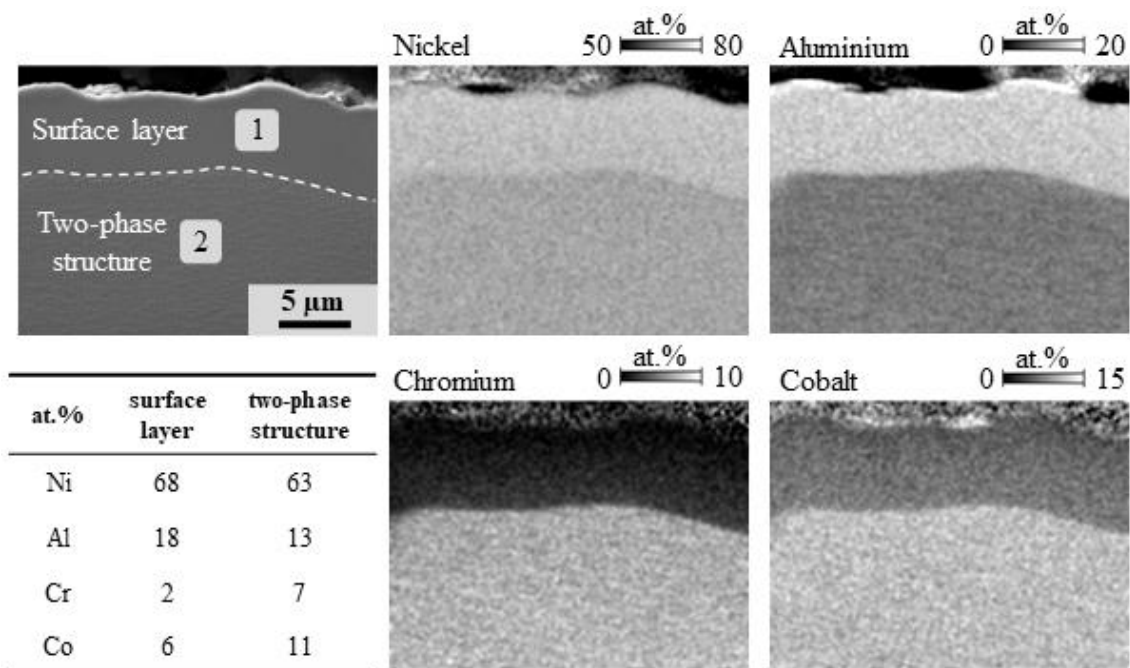 Nickel
at.%
50 80
Aluminium
at.%
0 20
Surface layer 1
Two-phase
structure
2
5 μm
Chromium
at.%
0 10
Cobalt
at.%
0 15
at.% surface layer two-phase structure
Ni 68 63
Al 18 13
Cr 2 7
Co 6 11